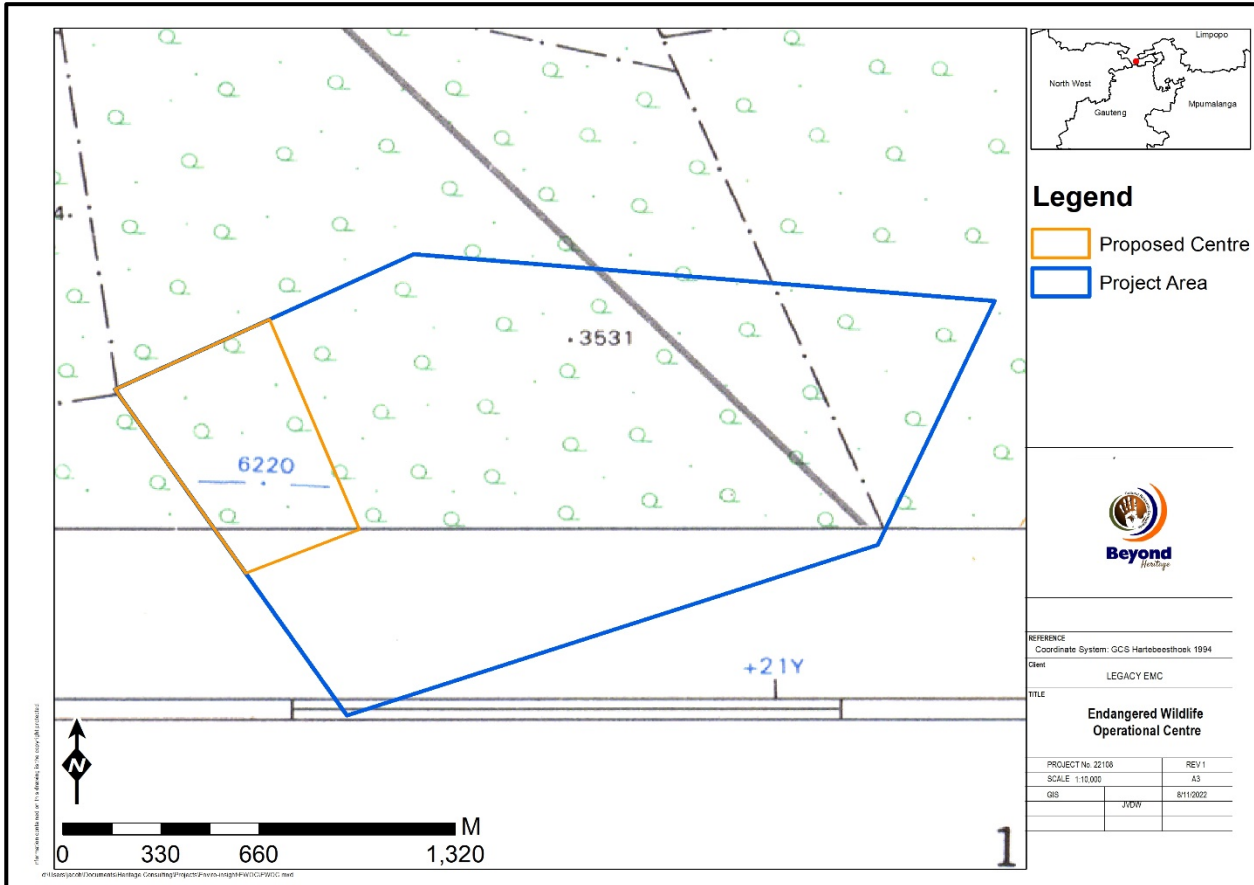 4.
3531
6220
+21Y
N
M
0 330 660 1,320
1
Limpopo
North West
Gauteng
Mpumalanga
Legend
Proposed Centre
Project Area
Beyond
Heritage
REFERENCE
Coordinate System: GCS Hartebeesthoek 1994
Client
LEGACY EMC
TITLE
Endangered Wildlife
Operational Centre
PROJECT No. 22108 REV 1
SCALE 1:10,000 A3
GIS JVDW 8/11/2022